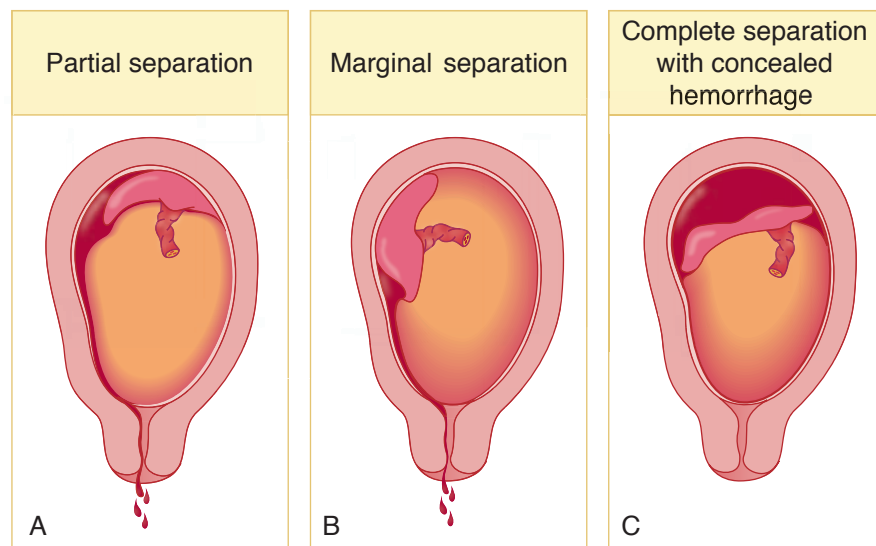 Partial separation
Marginal separation
Complete separation
with concealed
hemorrhage
A
B
C